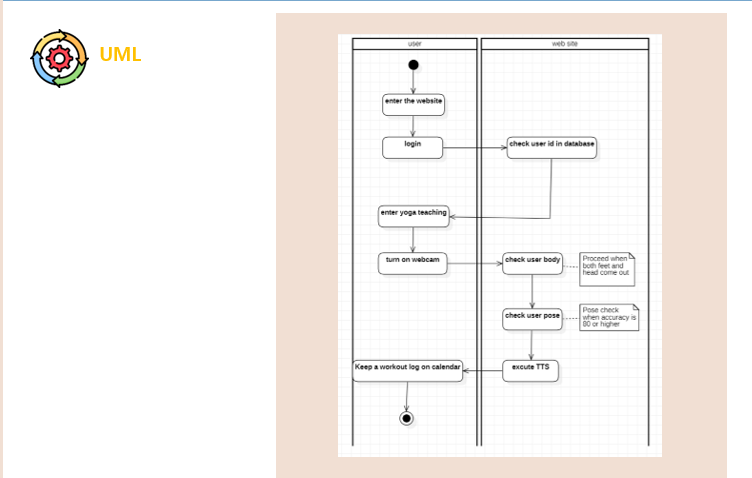 UML
user
web site
enter the website
login
check user id in database
enter yoga teaching
turn on webcam
check user body
Proceed when
both feet and
head come out
check user pose
Pose check
when accuracy is
80 or higher
Keep a workout log on calendar
excute TTS